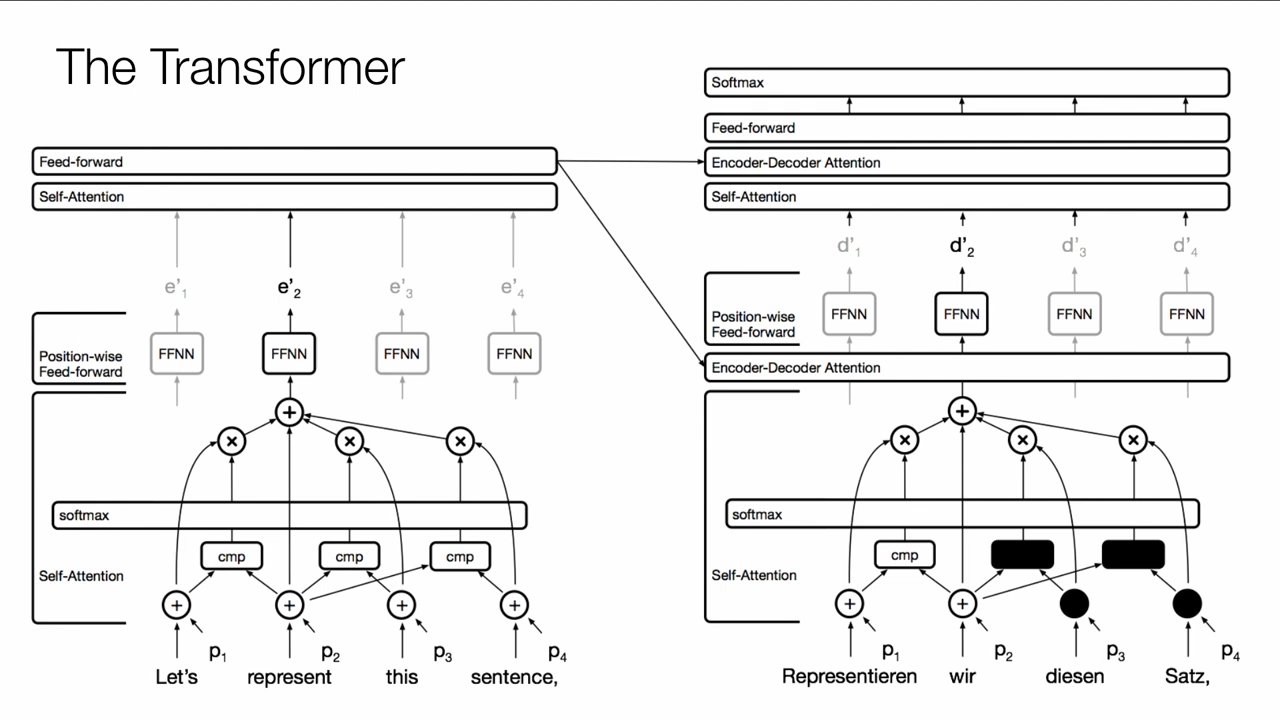 The Transformer
Feed-forward
Self-Attention
e'1 e'2 e'3 e'4
Position-wise
Feed-forward
FFNN FFNN FFNN FFNN
+
× × ×
softmax
cmp cmp cmp
Self-Attention
+ + + +
p1 p2 p3 p4
Let's represent this sentence,
Softmax
Feed-forward
Encoder-Decoder Attention
Self-Attention
d'1 d'2 d'3 d'4
Position-wise
Feed-forward
FFNN FFNN FFNN FFNN
Encoder-Decoder Attention
+
× × ×
softmax
cmp
Self-Attention
+ +
p1 p2 p3 p4
Representieren wir diesen Satz,